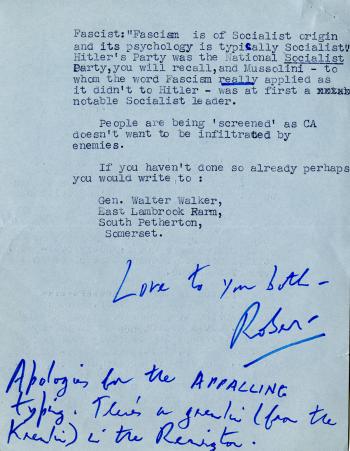 Fascist:"Fascism is of Socialist origin
and its psychology is typically Socialist"
Hitler's Party was the National Socialist
Party,you will recall,and Mussolini - to
whom the word Fascism really applied as
it didn't to Hitler - was at first a xxxxx
notable Socialist leader.
People are being 'screened' as CA
doesn't want to be infiltrated by
enemies.
If you haven't done so already perhaps
you would write to :
Gen. Walter Walker,
East Lambrook Rarm,
South Petherton,
Somerset.
Love to you both -
Robert
Apologies for the APPALLING
typing. There's a gremlin (from the
Kremlin) in the Remington.